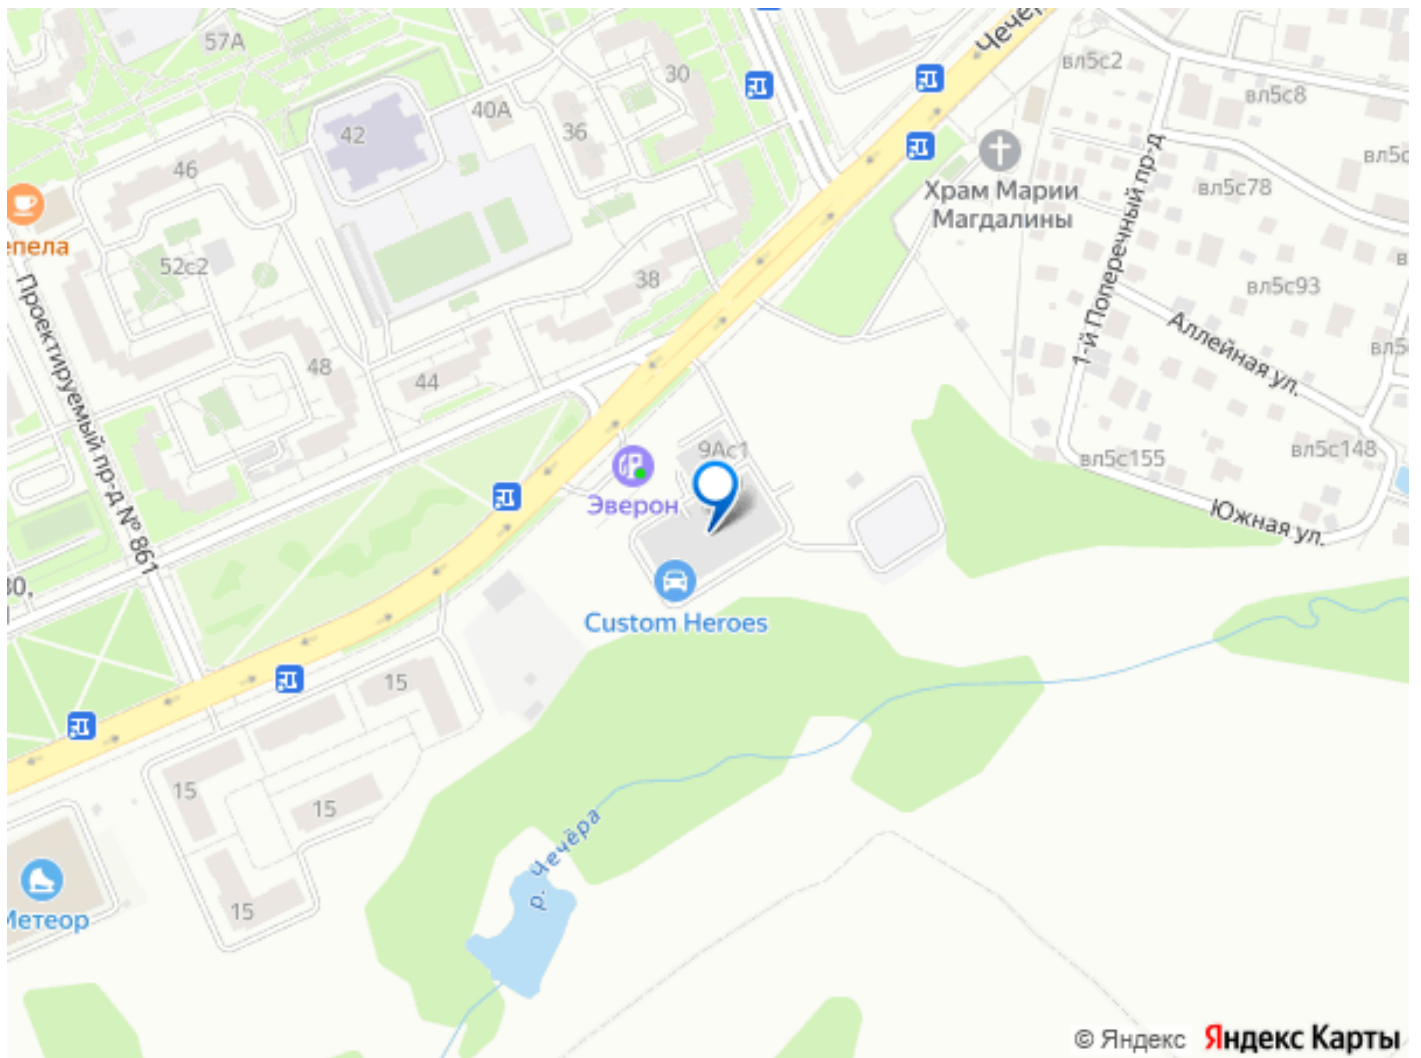 57А
30
40А
36
42
46
Чечё
вл5с2
вл5с8
вл5с
вл5с78
Храм Марии
Магдалины
1-й Поперечный пр-д
епела
52с2
38
вл5с93
в
Проектируемый пр-д № 861
48
44
Аллейная ул.
вл5
9Ас1
вл5с155
вл5с148
Эверон
Южная ул.
30,
Custom Heroes
15
15
15
р. Чечёра
15
Метеор
© Яндекс Яндекс Карты